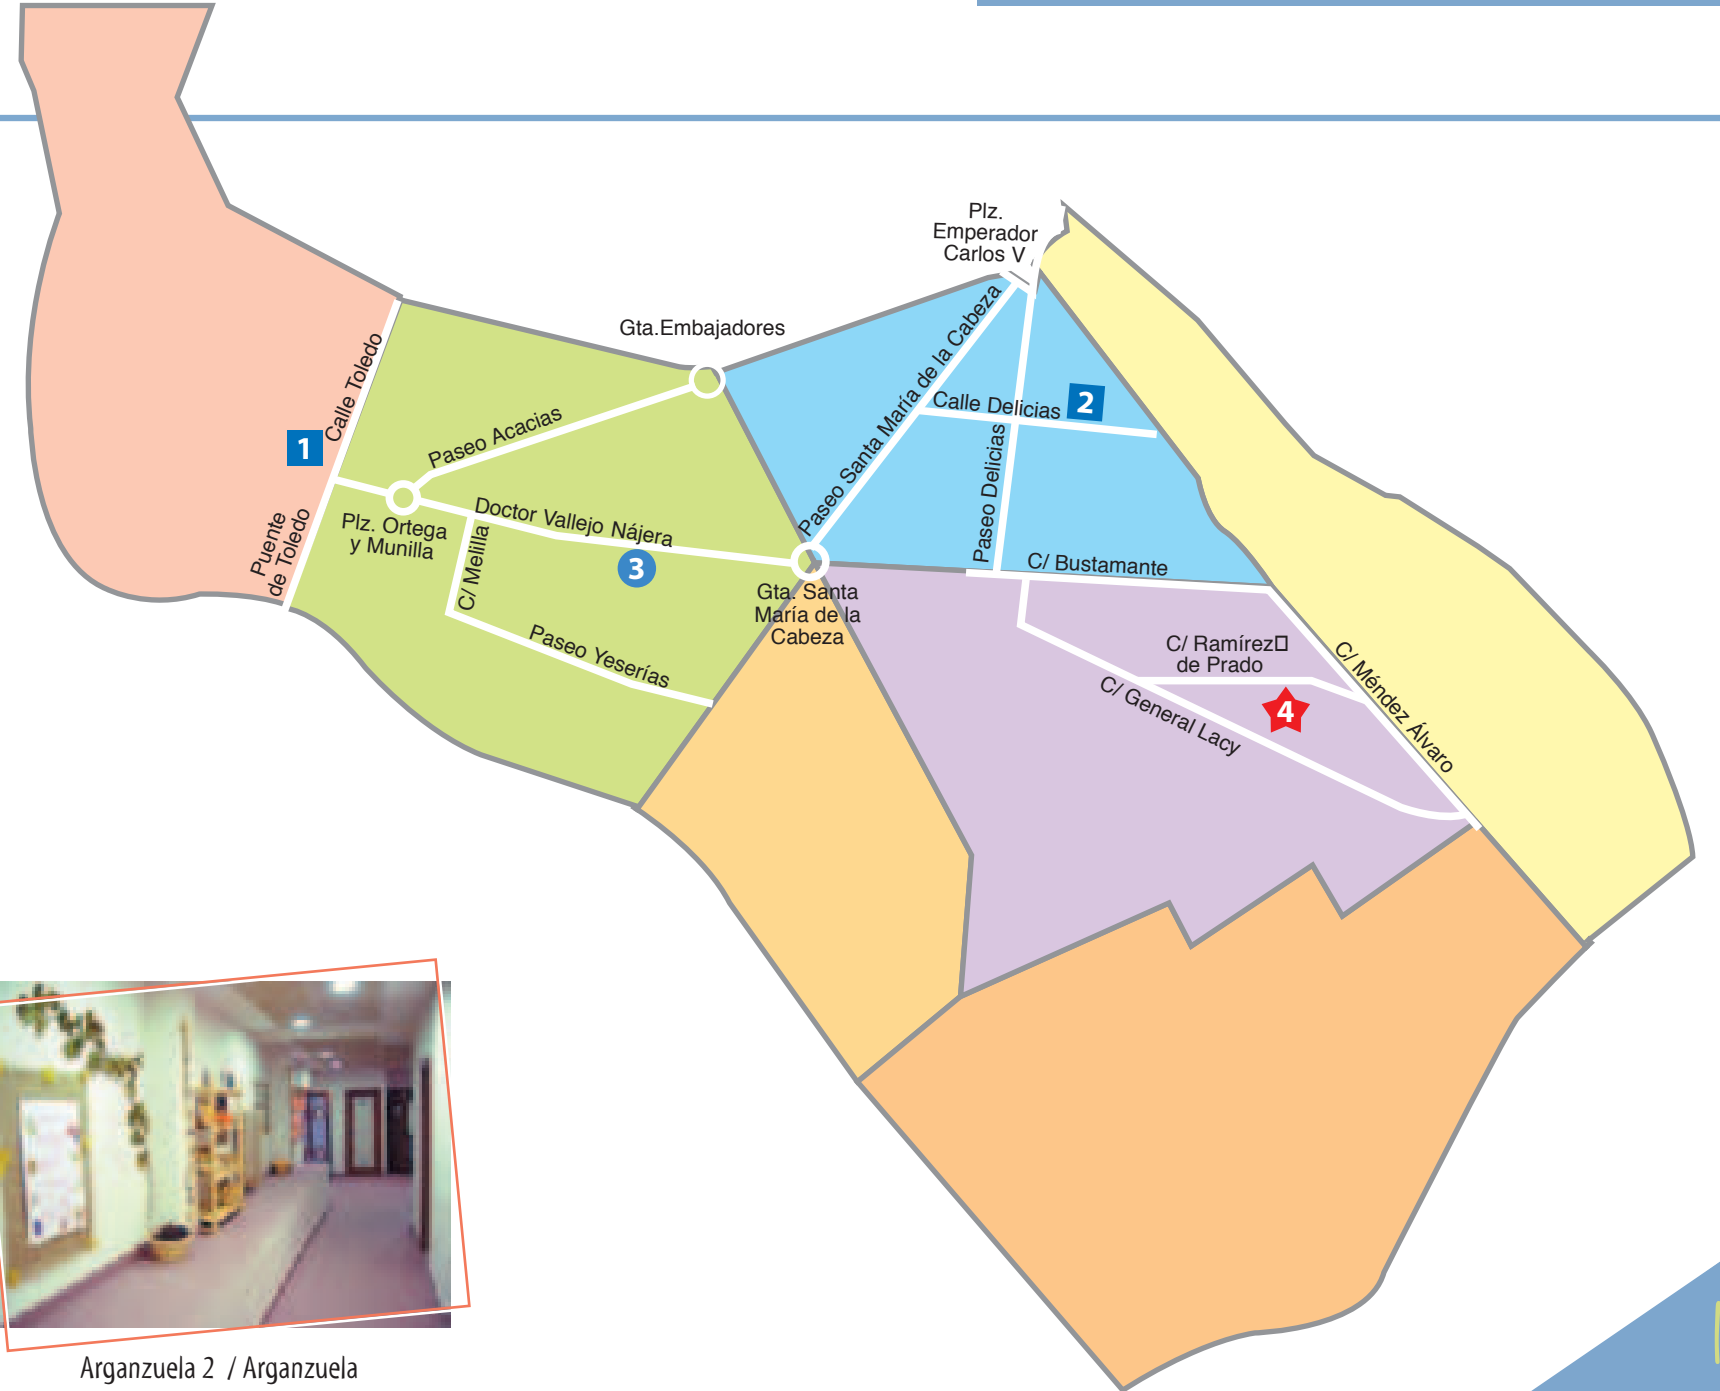 Plz.
Emperador
Carlos V
Gta.Embajadores
Calle Toledo
Paseo Santa María de la Cabeza
Calle Delicias
2
1
Paseo Acacias
Paseo Delicias
Puente
de Toledo
Plz. Ortega
y Munilla
Doctor Vallejo Nájera
C/ Melilla
3
C/ Bustamante
Gta. Santa
María de la
Cabeza
Paseo Yeserías
C/ Ramírez□
de Prado
C/ Méndez Álvaro
C/ General Lacy
4
Arganzuela 2 / Arganzuela